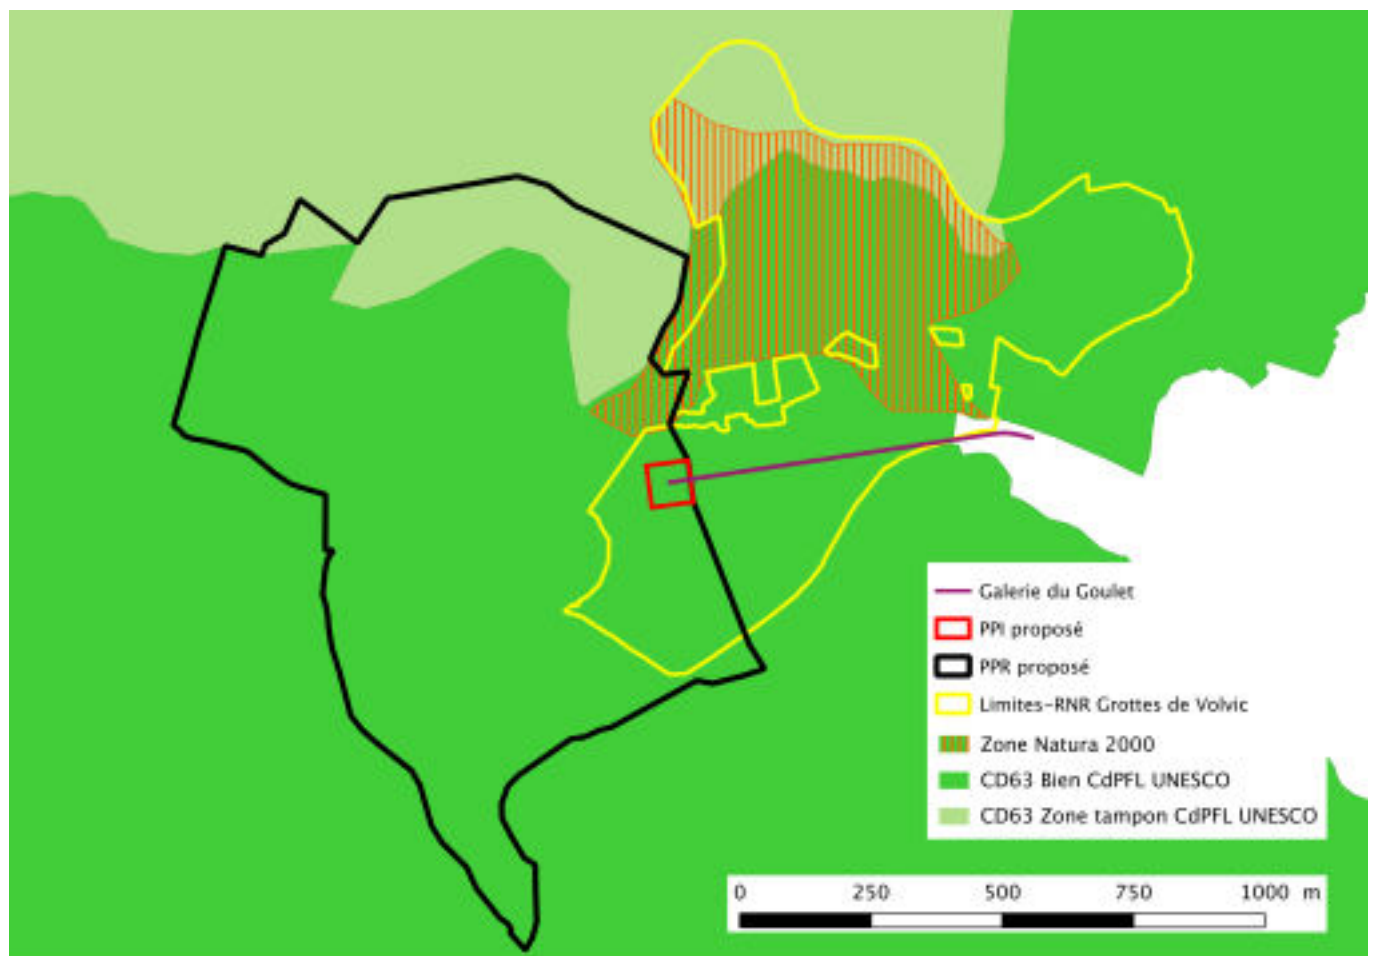 Galerie du Goulet
PPI proposé
PPR proposé
Limites-RNR Grottes de Volvic
Zone Natura 2000
CD63 Bien CdPFL UNESCO
CD63 Zone tampon CdPFL UNESCO
0 250 500 750 1000 m